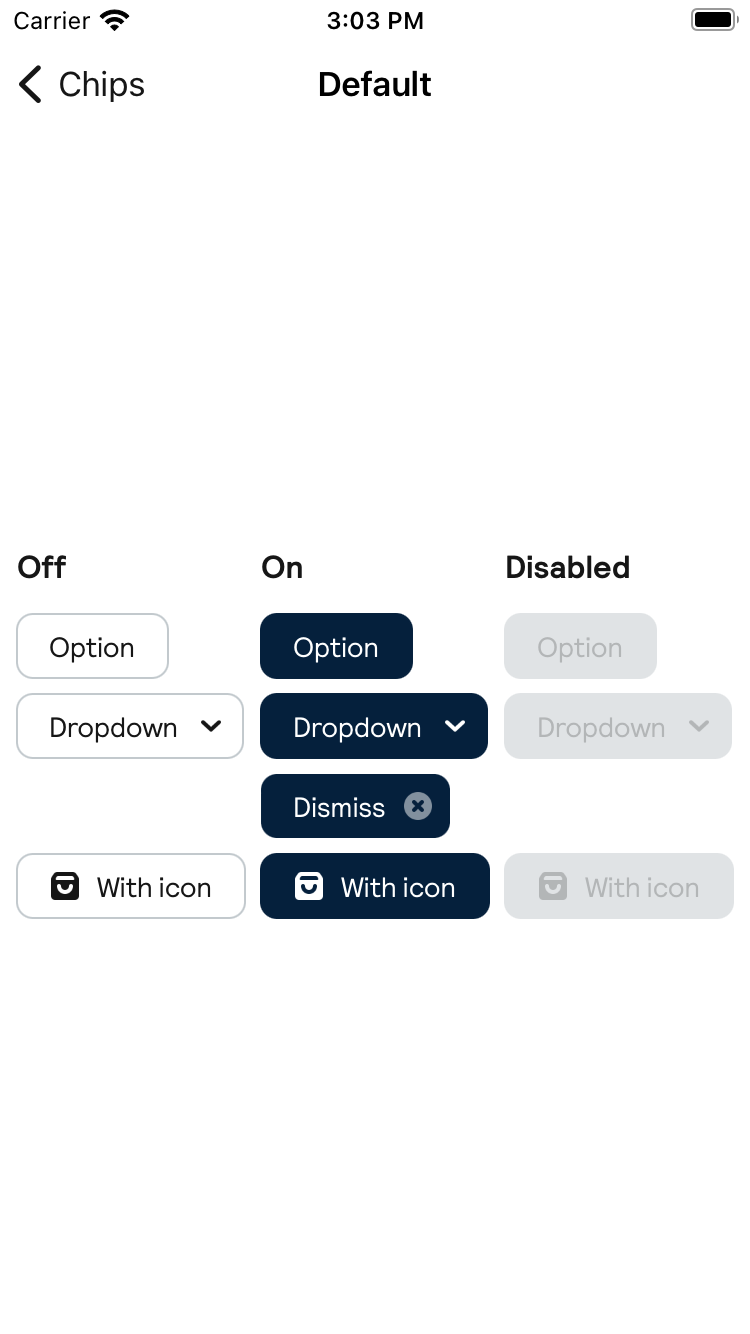 Carrier 3:03 PM
Chips Default
Off On Disabled
Option Option Option
Dropdown Dropdown Dropdown
Dismiss
With icon With icon With icon